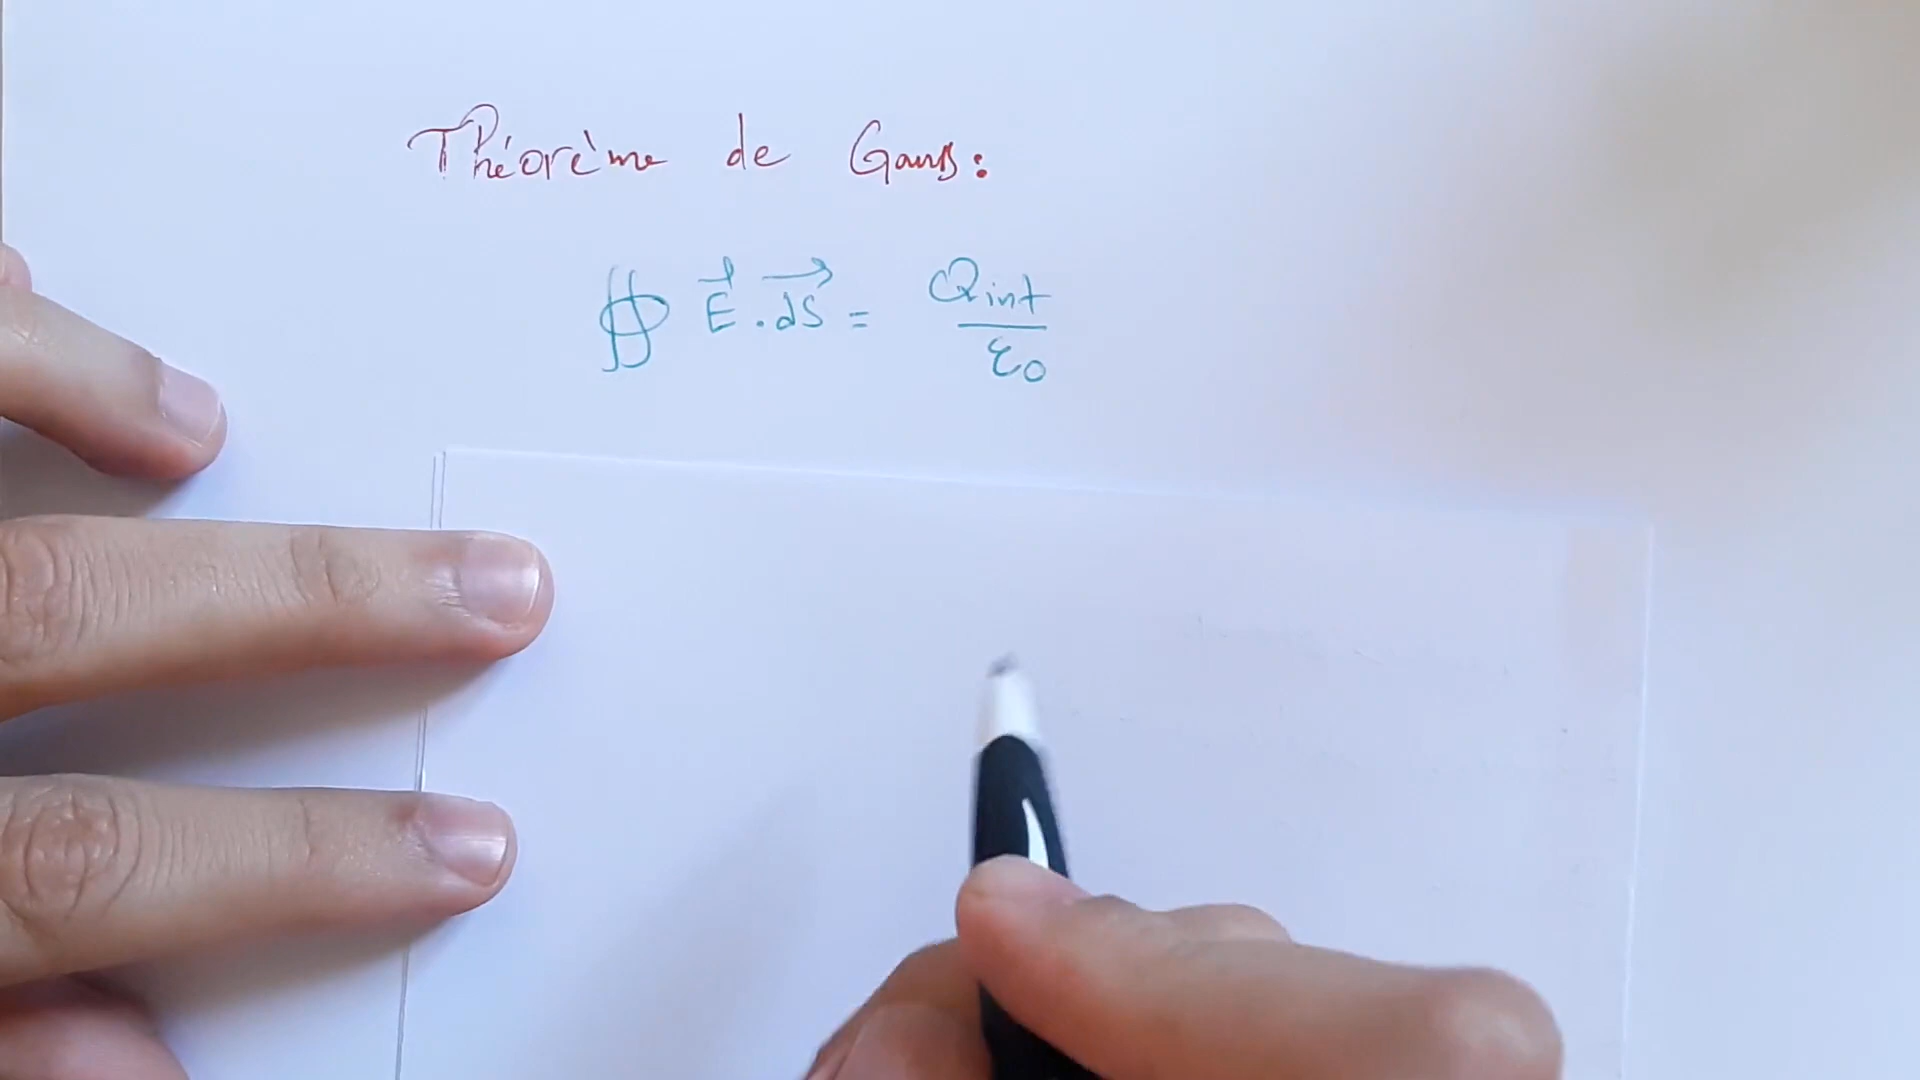 Théorème de Gauss:
∯ E⃗ . dS⃗ = Qint / ε0